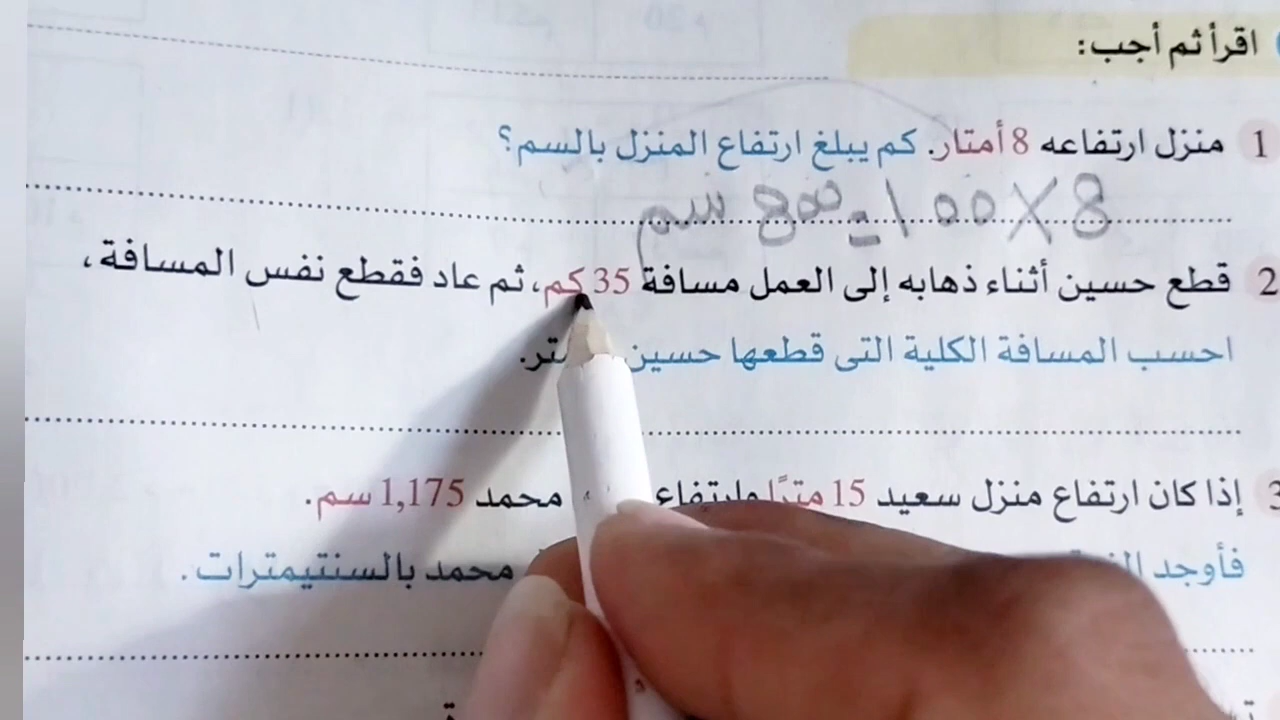 اقرأ ثم أجب:
1 منزل ارتفاعه 8 أمتار. كم يبلغ ارتفاع المنزل بالسم؟
8 × 100 = 800 سم
2 قطع حسين أثناء ذهابه إلى العمل مسافة 35 كم، ثم عاد فقطع نفس المسافة،
احسب المسافة الكلية التى قطعها حسين
3 إذا كان ارتفاع منزل سعيد 15 مترًا وارتفاع محمد 1,175 سم.
فأوجد محمد بالسنتيمترات.